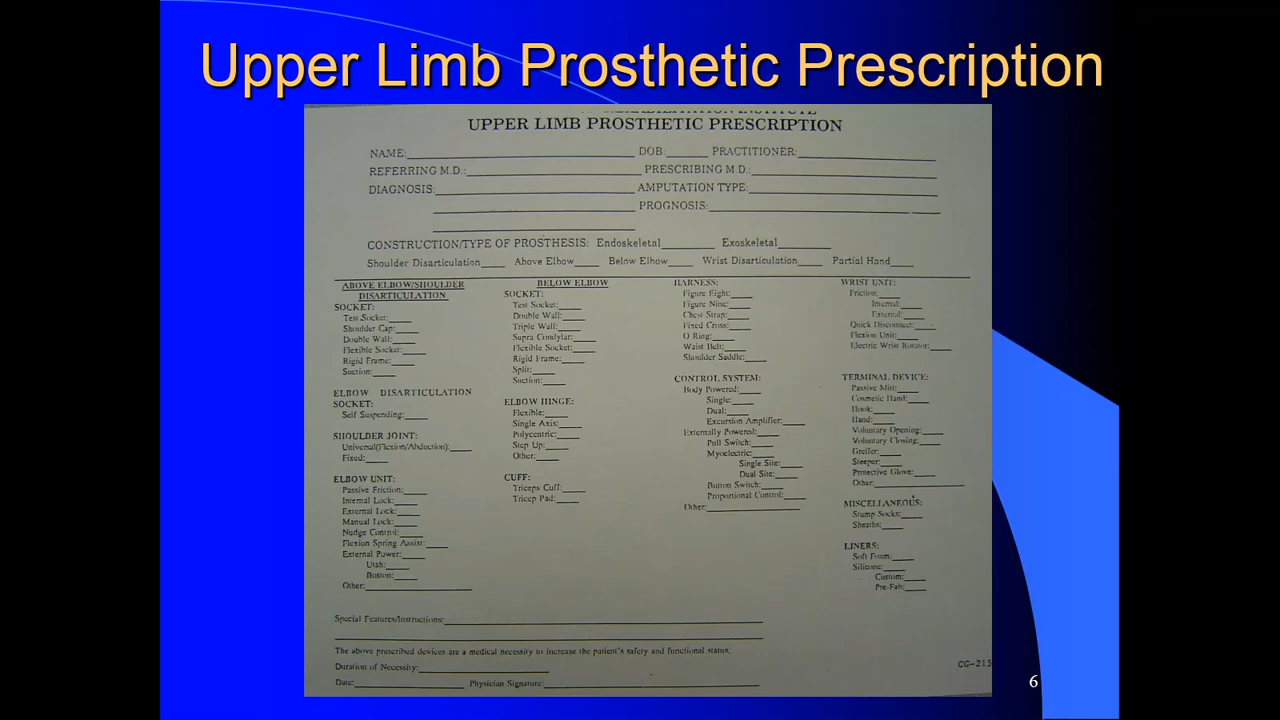 Upper Limb Prosthetic Prescription
REHABILITATION INSTITUTE
UPPER LIMB PROSTHETIC PRESCRIPTION
NAME: DOB: PRACTITIONER:
REFERRING M.D.: PRESCRIBING M.D.:
DIAGNOSIS: AMPUTATION TYPE:
PROGNOSIS:
CONSTRUCTION/TYPE OF PROSTHESIS: Endoskeletal Exoskeletal
Shoulder Disarticulation Above Elbow Below Elbow Wrist Disarticulation Partial Hand
ABOVE ELBOW/SHOULDER
DISARTICULATION
SOCKET:
Test Socket:
Shoulder Cap:
Double Wall:
Flexible Socket:
Rigid Frame:
Suction:
ELBOW DISARTICULATION
SOCKET:
Self Suspending:
SHOULDER JOINT:
Universal(Flexion/Abduction):
Fixed:
ELBOW UNIT:
Passive Friction:
Internal Lock:
External Lock:
Manual Lock:
Nudge Control:
Flexion Spring Assist:
External Power:
Utah:
Boston:
Other:
BELOW ELBOW
SOCKET:
Test Socket:
Double Wall:
Triple Wall:
Supra Condylar:
Flexible Socket:
Rigid Frame:
Split:
Suction:
ELBOW HINGE:
Flexible:
Single Axis:
Polycentric:
Step Up:
Other:
CUFF:
Triceps Cuff:
Tricep Pad:
HARNESS:
Figure Eight:
Figure Nine:
Chest Strap:
Fixed Cross:
O Ring:
Waist Belt:
Shoulder Saddle:
CONTROL SYSTEM:
Body Powered:
Single:
Dual:
Excursion Amplifier:
Externally Powered:
Pull Switch:
Myoelectric:
Single Site:
Dual Site:
Button Switch:
Proportional Control:
Other:
WRIST UNIT:
Friction:
Internal:
External:
Quick Disconnect:
Flexion Unit:
Electric Wrist Rotator:
TERMINAL DEVICE:
Passive Mitt:
Cosmetic Hand:
Hook:
Hand:
Voluntary Opening:
Voluntary Closing:
Greifer:
Steeper:
Protective Glove:
Other:
MISCELLANEOUS:
Stump Socks:
Sheaths:
LINERS:
Soft Foam:
Silicone:
Custom:
Pre-Fab:
Special Features/Instructions:
The above prescribed devices are a medical necessity to increase the patient's safety and functional status.
Duration of Necessity:
Date: Physician Signature:
CG-215
6